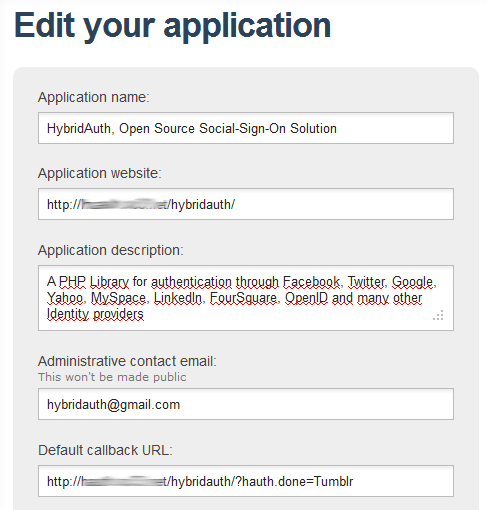 Edit your application
Application name:
HybridAuth, Open Source Social-Sign-On Solution
Application website:
http:///hybridauth/
Application description:
A PHP Library for authentication through Facebook, Twitter, Google,
Yahoo, MySpace, LinkedIn, FourSquare, OpenID and many other
Identity providers
Administrative contact email:
This won't be made public
hybridauth@gmail.com
Default callback URL:
http:///hybridauth/?hauth.done=Tumblr